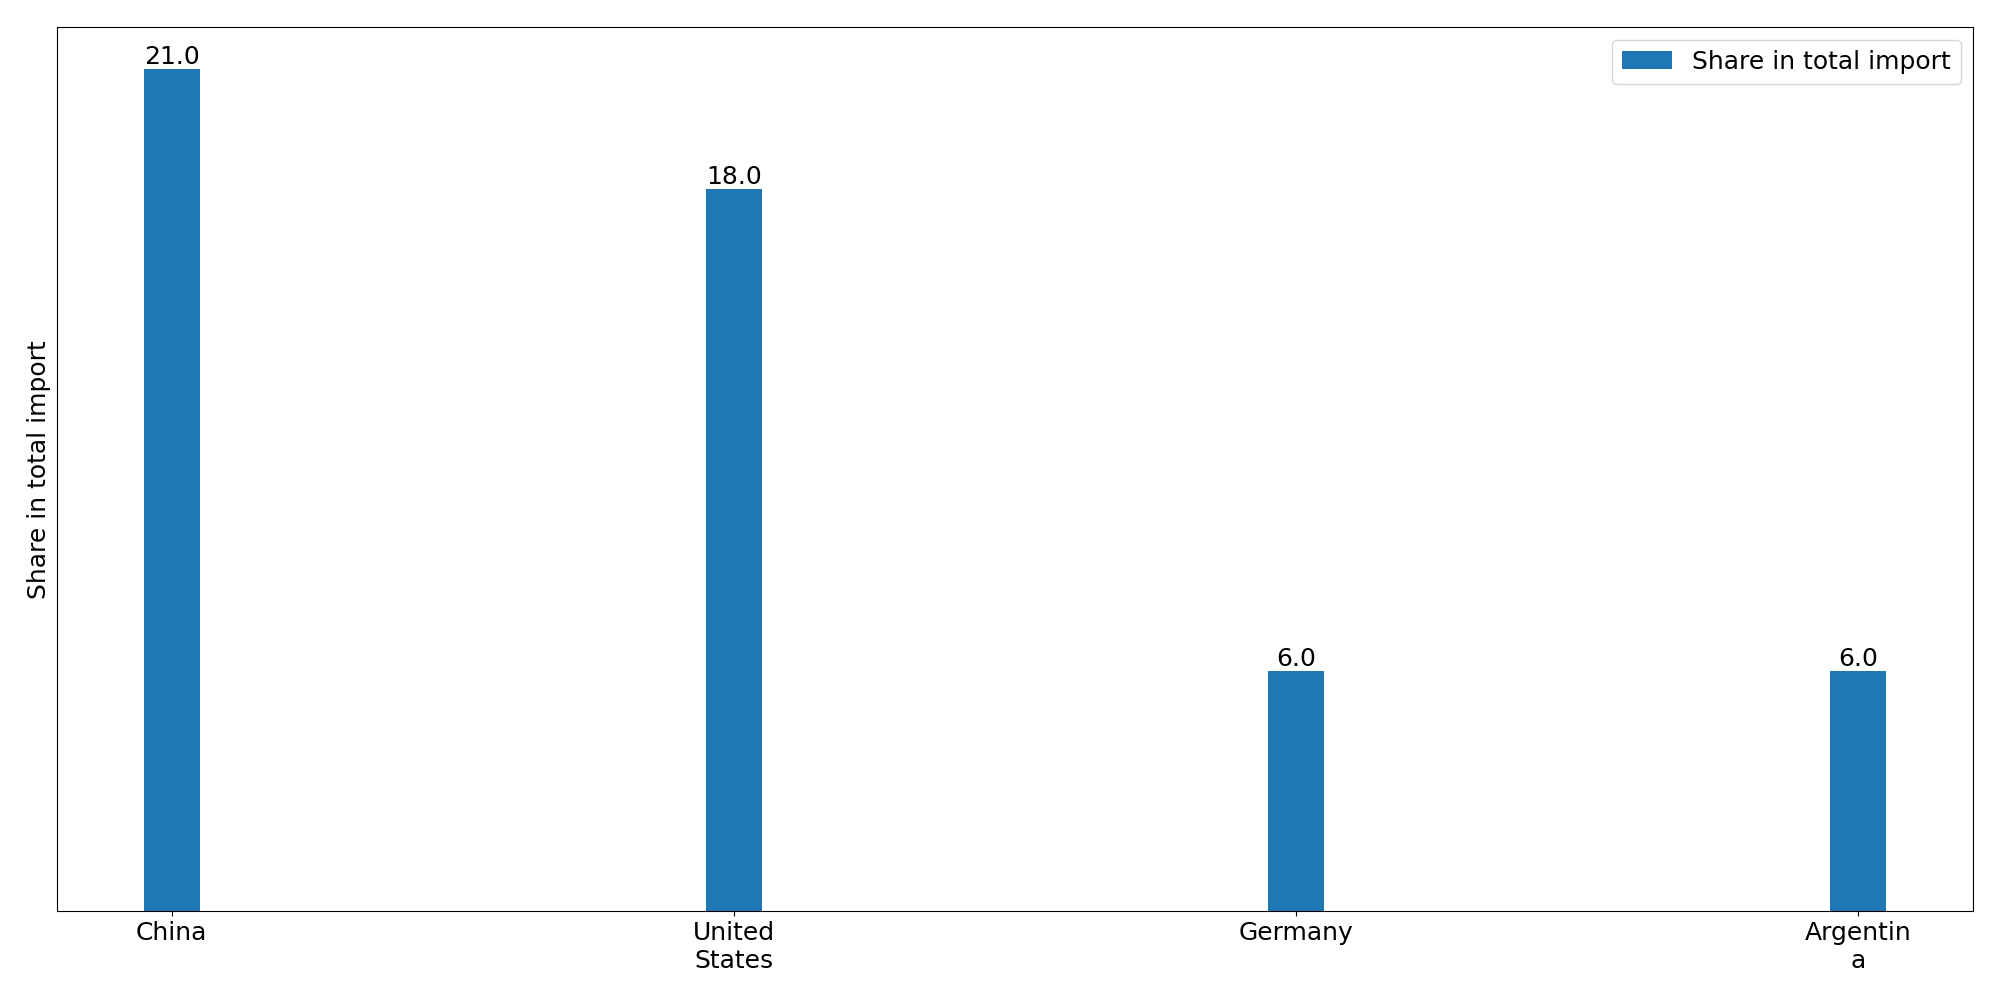 21.0
Share in total import
18.0
Share in total import
6.0
6.0
China
United
States
Germany
Argentin
a